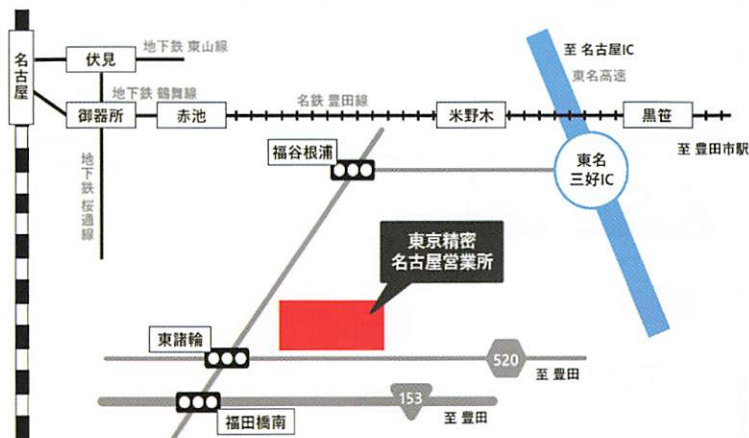 名古屋
伏見
地下鉄 東山線
御器所
地下鉄 鶴舞線
赤池
名鉄 豊田線
米野木
黒笹
至 豊田市駅
至 名古屋IC
東名高速
地下鉄 桜通線
福谷根浦
東名
三好IC
東京精密
名古屋営業所
東諸輪
520
至 豊田
153
至 豊田
福田橋南